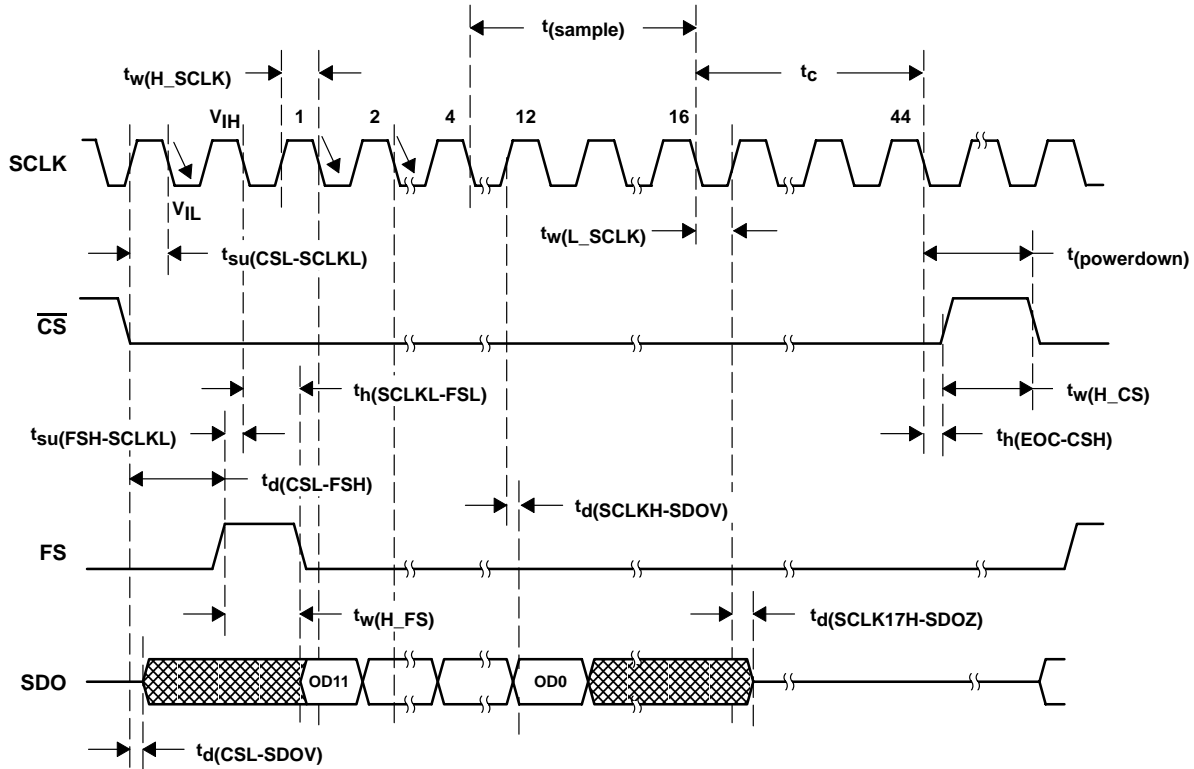 t(sample)
tw(H_SCLK)
tc
VIH 1 2 4 12 16 44
SCLK
VIL
tw(L_SCLK)
tsu(CSL-SCLKL)
t(powerdown)
CS
th(SCLKL-FSL)
tw(H_CS)
tsu(FSH-SCLKL)
th(EOC-CSH)
td(CSL-FSH)
td(SCLKH-SDOV)
FS
tw(H_FS)
td(SCLK17H-SDOZ)
SDO OD11 OD0
td(CSL-SDOV)